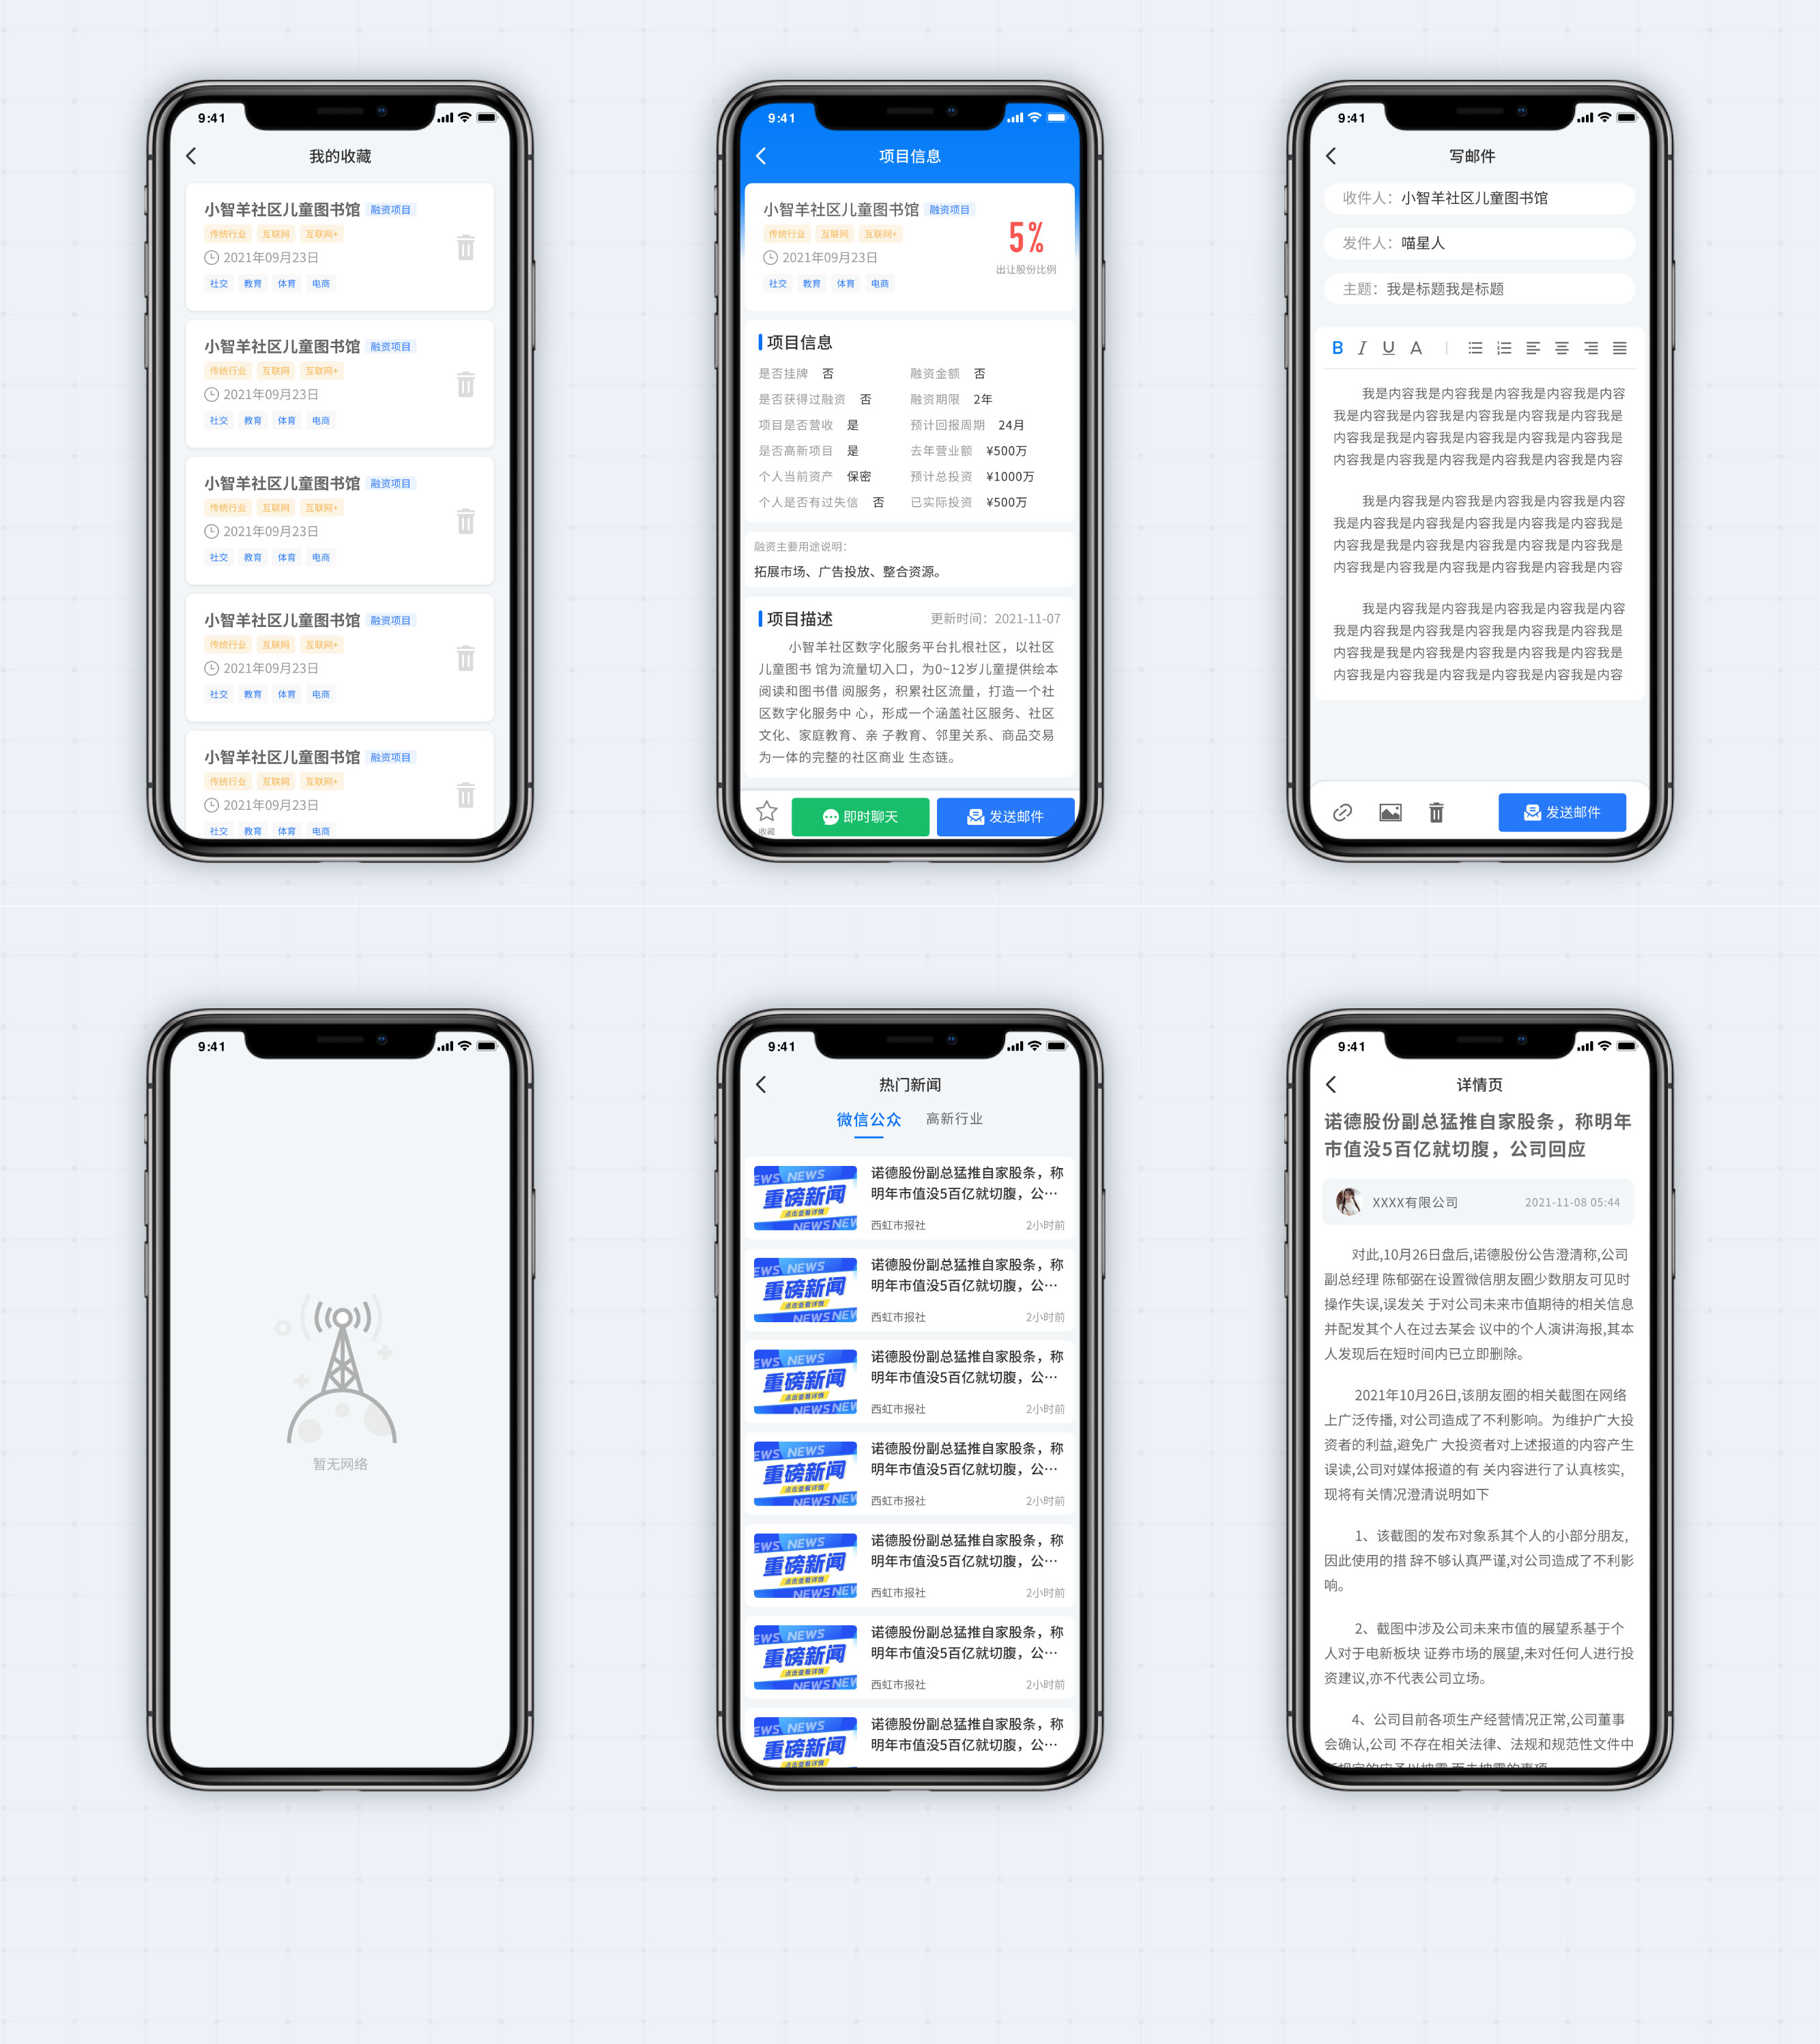 9:41
我的收藏
小智羊社区儿童图书馆 融资项目
传统行业 互联网 互联网+
2021年09月23日
社交 教育 体育 电商
小智羊社区儿童图书馆 融资项目
传统行业 互联网 互联网+
2021年09月23日
社交 教育 体育 电商
小智羊社区儿童图书馆 融资项目
传统行业 互联网 互联网+
2021年09月23日
社交 教育 体育 电商
小智羊社区儿童图书馆 融资项目
传统行业 互联网 互联网+
2021年09月23日
社交 教育 体育 电商
小智羊社区儿童图书馆 融资项目
传统行业 互联网 互联网+
2021年09月23日
社交 教育 体育 电商
9:41
项目信息
小智羊社区儿童图书馆 融资项目
传统行业 互联网 互联网+
2021年09月23日
社交 教育 体育 电商
5%
出让股份比例
项目信息
是否挂牌 否 融资金额 否
是否获得过融资 否 融资期限 2年
项目是否营收 是 预计回报周期 24月
是否高新项目 是 去年营业额 ¥500万
个人当前资产 保密 预计总投资 ¥1000万
个人是否有过失信 否 已实际投资 ¥500万
融资主要用途说明：
拓展市场、广告投放、整合资源。
项目描述 更新时间：2021-11-07
小智羊社区数字化服务平台扎根社区，以社区
儿童图书 馆为流量切入口，为0~12岁儿童提供绘本
阅读和图书借 阅服务，积累社区流量，打造一个社
区数字化服务中 心，形成一个涵盖社区服务、社区
文化、家庭教育、亲 子教育、邻里关系、商品交易
为一体的完整的社区商业 生态链。
收藏 即时聊天 发送邮件
9:41
写邮件
收件人：小智羊社区儿童图书馆
发件人：喵星人
主题：我是标题我是标题
B I U A
我是内容我是内容我是内容我是内容我是内容
我是内容我是内容我是内容我是内容我是内容我是
内容我是我是内容我是内容我是内容我是内容我是
内容我是内容我是内容我是内容我是内容我是内容
我是内容我是内容我是内容我是内容我是内容
我是内容我是内容我是内容我是内容我是内容我是
内容我是我是内容我是内容我是内容我是内容我是
内容我是内容我是内容我是内容我是内容我是内容
我是内容我是内容我是内容我是内容我是内容
我是内容我是内容我是内容我是内容我是内容我是
内容我是我是内容我是内容我是内容我是内容我是
内容我是内容我是内容我是内容我是内容我是内容
发送邮件
9:41
暂无网络
9:41
热门新闻
微信公众 高新行业
EWS NEWS
重磅新闻
点击查看详情
NEWS NEW
诺德股份副总猛推自家股条，称
明年市值没5百亿就切腹，公…
西虹市报社 2小时前
EWS NEWS
重磅新闻
点击查看详情
NEWS NEW
诺德股份副总猛推自家股条，称
明年市值没5百亿就切腹，公…
西虹市报社 2小时前
EWS NEWS
重磅新闻
点击查看详情
NEWS NEW
诺德股份副总猛推自家股条，称
明年市值没5百亿就切腹，公…
西虹市报社 2小时前
EWS NEWS
重磅新闻
点击查看详情
NEWS NEW
诺德股份副总猛推自家股条，称
明年市值没5百亿就切腹，公…
西虹市报社 2小时前
EWS NEWS
重磅新闻
点击查看详情
NEWS NEW
诺德股份副总猛推自家股条，称
明年市值没5百亿就切腹，公…
西虹市报社 2小时前
EWS NEWS
重磅新闻
点击查看详情
NEWS NEW
诺德股份副总猛推自家股条，称
明年市值没5百亿就切腹，公…
西虹市报社 2小时前
EWS NEWS
重磅新闻
诺德股份副总猛推自家股条，称
明年市值没5百亿就切腹，公…
9:41
详情页
诺德股份副总猛推自家股条，称明年
市值没5百亿就切腹，公司回应
XXXX有限公司 2021-11-08 05:44
对此,10月26日盘后,诺德股份公告澄清称,公司
副总经理 陈郁弼在设置微信朋友圈少数朋友可见时
操作失误,误发关 于对公司未来市值期待的相关信息
并配发其个人在过去某会 议中的个人演讲海报,其本
人发现后在短时间内已立即删除。
2021年10月26日,该朋友圈的相关截图在网络
上广泛传播, 对公司造成了不利影响。为维护广大投
资者的利益,避免广 大投资者对上述报道的内容产生
误读,公司对媒体报道的有 关内容进行了认真核实,
现将有关情况澄清说明如下
1、该截图的发布对象系其个人的小部分朋友,
因此使用的措 辞不够认真严谨,对公司造成了不利影
响。
2、截图中涉及公司未来市值的展望系基于个
人对于电新板块 证券市场的展望,未对任何人进行投
资建议,亦不代表公司立场。
4、公司目前各项生产经营情况正常,公司董事
会确认,公司 不存在相关法律、法规和规范性文件中